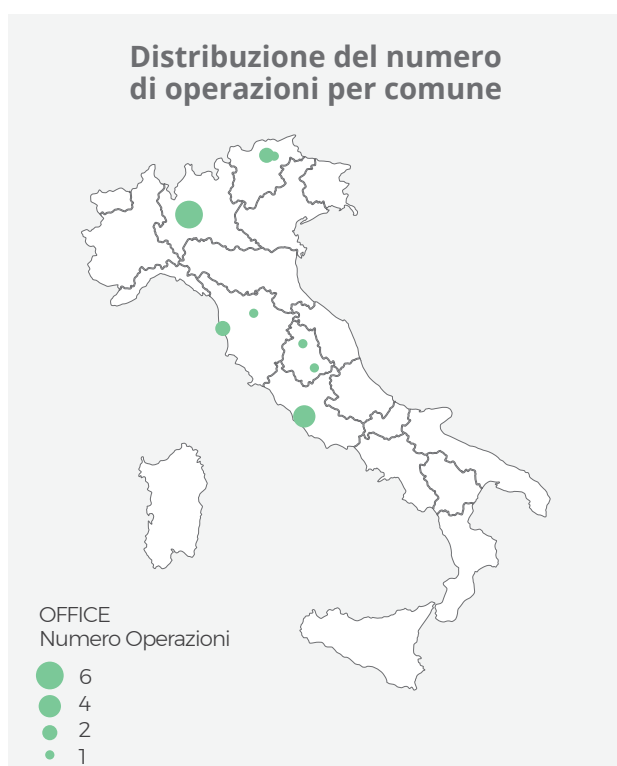 Distribuzione del numero
di operazioni per comune
OFFICE
Numero Operazioni
6
4
2
1